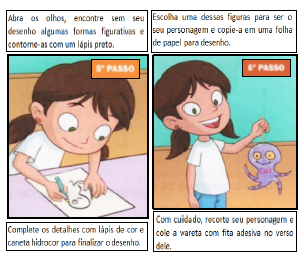 Abra os olhos, encontre sem seu
desenho algumas formas figurativas e
contorne-as com um lápis preto.
5º PASSO
Complete os detalhes com lápis de cor e
caneta hidrocor para finalizar o desenho.
Escolha uma dessas figuras para ser o
seu personagem e copie-a em uma folha
de papel para desenho.
6º PASSO
Com cuidado, recorte seu personagem e
cole a wareta com fita adesiva no verso
dele.